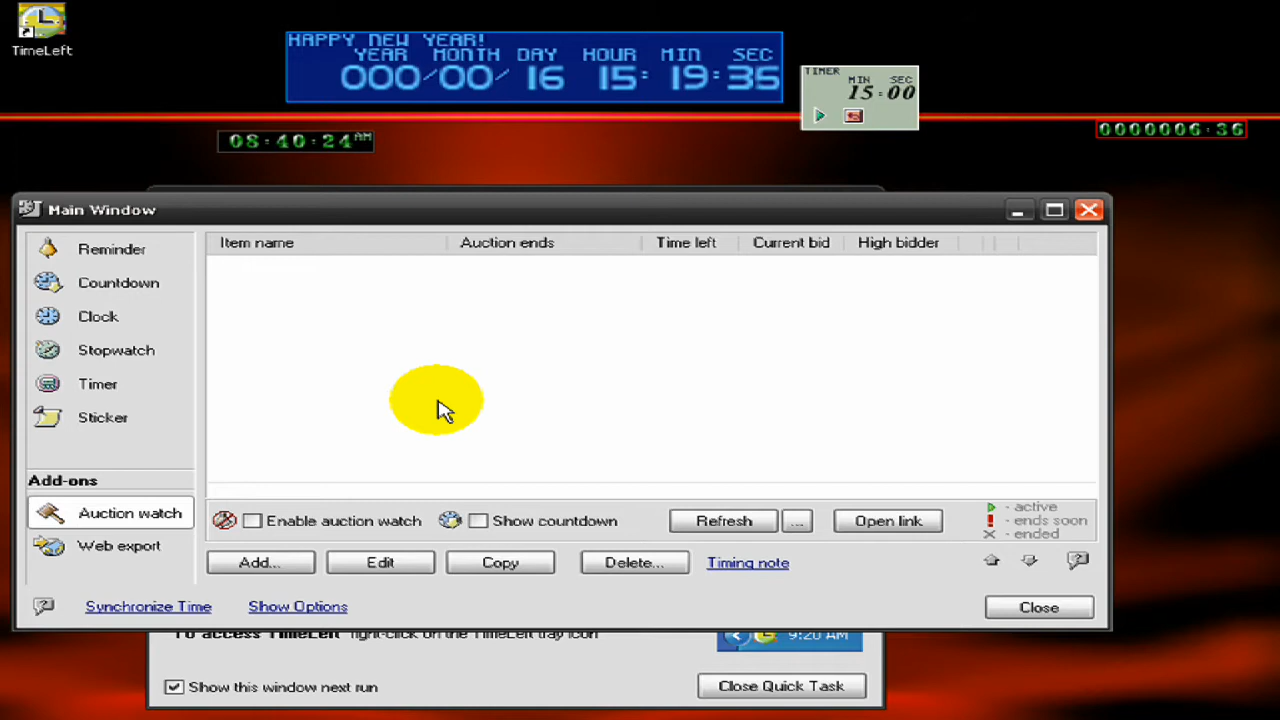 TimeLeft
HAPPY NEW YEAR!
YEAR MONTH DAY HOUR MIN SEC
000/00/ 16 15: 19:35
TIMER
MIN SEC
15:00
08:40:24AM
0000006:36
Main Window
Reminder
Countdown
Clock
Stopwatch
Timer
Sticker
Add-ons
Auction watch
Web export
Item name Auction ends Time left Current bid High bidder
Enable auction watch Show countdown Refresh ... Open link
- active
- ends soon
- ended
Add... Edit Copy Delete... Timing note
Synchronize Time Show Options Close
To access TimeLeft right-click on the TimeLeft tray icon
9:20 AM
Show this window next run Close Quick Task